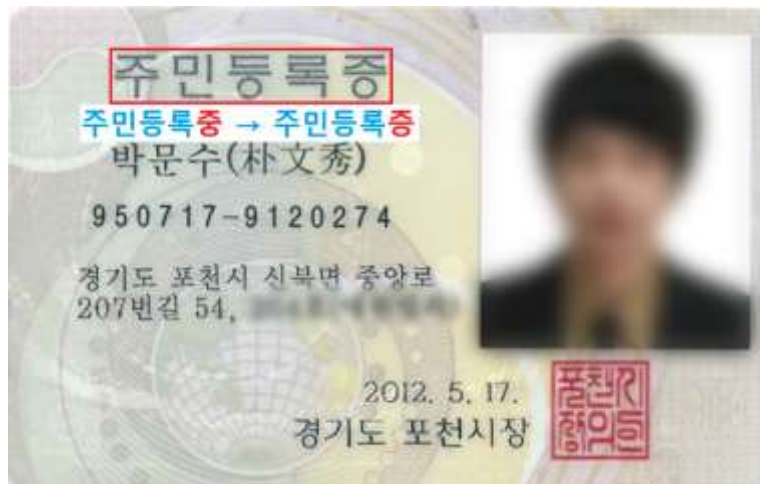 주민등록증
주민등록중 → 주민등록증
박문수(朴文秀)
950717-9120274
경기도 포천시 신북면 중앙로
207번길 54,
2012. 5. 17.
경기도 포천시장